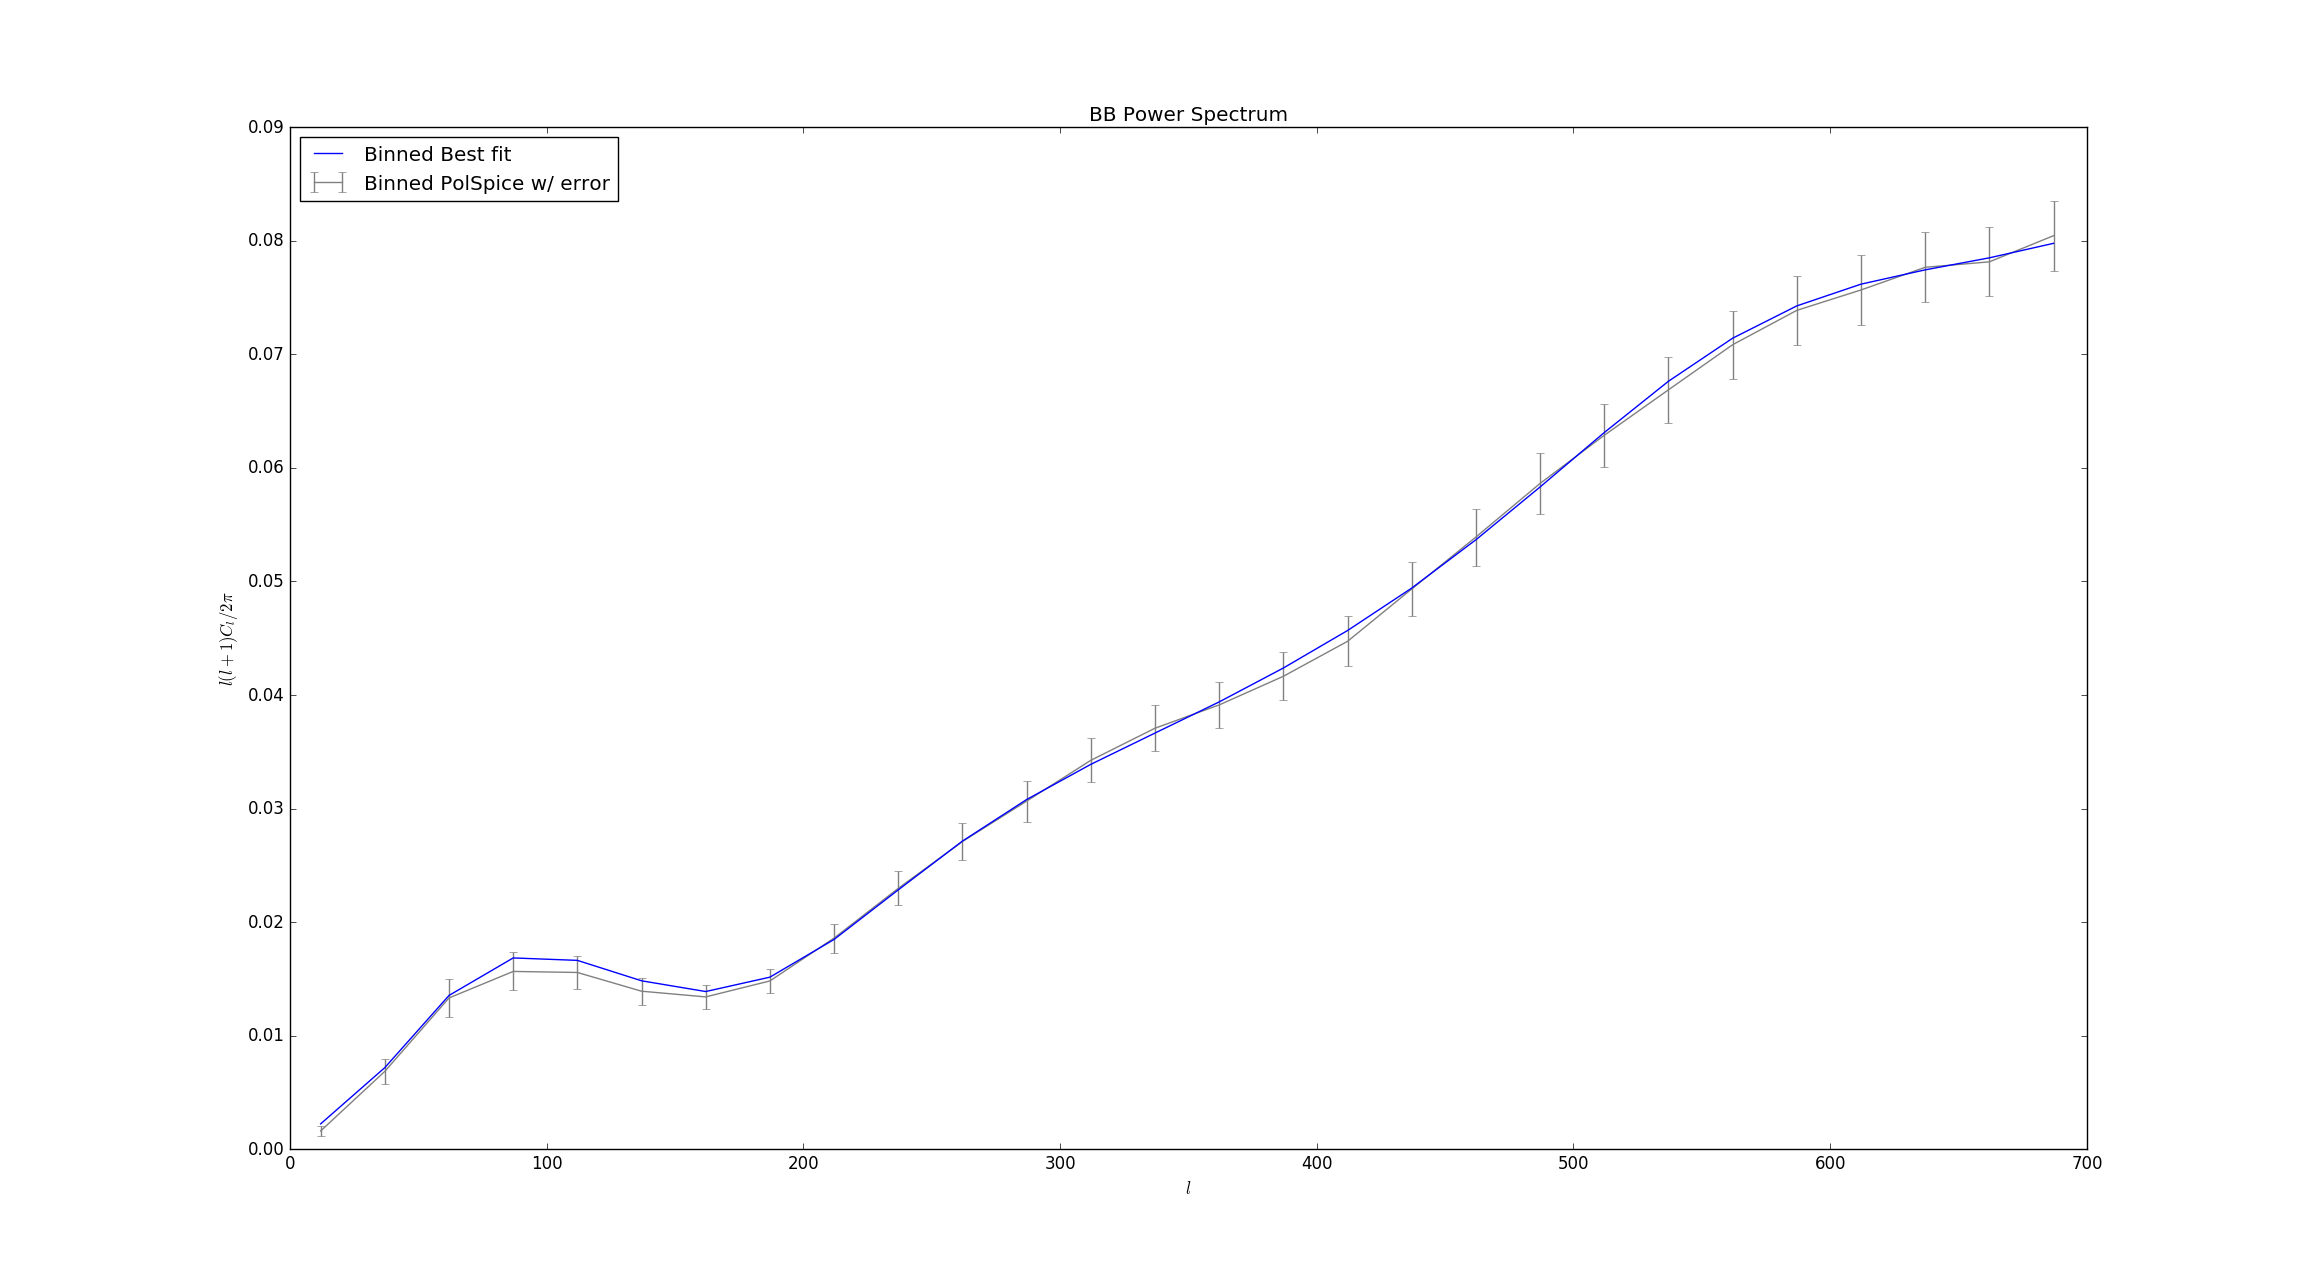 BB Power Spectrum
0.09
0.08
0.07
0.06
0.05
0.04
0.03
0.02
0.01
0.00
Binned Best fit
Binned PolSpice w/ error
l(l+1)C_l/2π
0 100 200 300 400 500 600 700
l